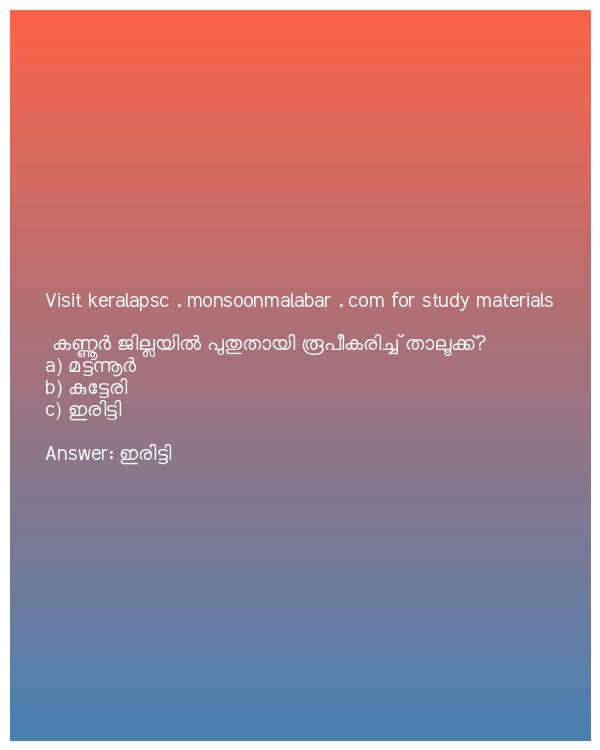 Visit keralapsc . monsoonmalabar . com for study materials
കണ്ണൂർ ജില്ലയിൽ പുതുതായി രൂപീകരിച്ച് താലൂക്ക്?
a) മട്ടന്നൂർ
b) കുട്ടേരി
c) ഇരിട്ടി
Answer: ഇരിട്ടി